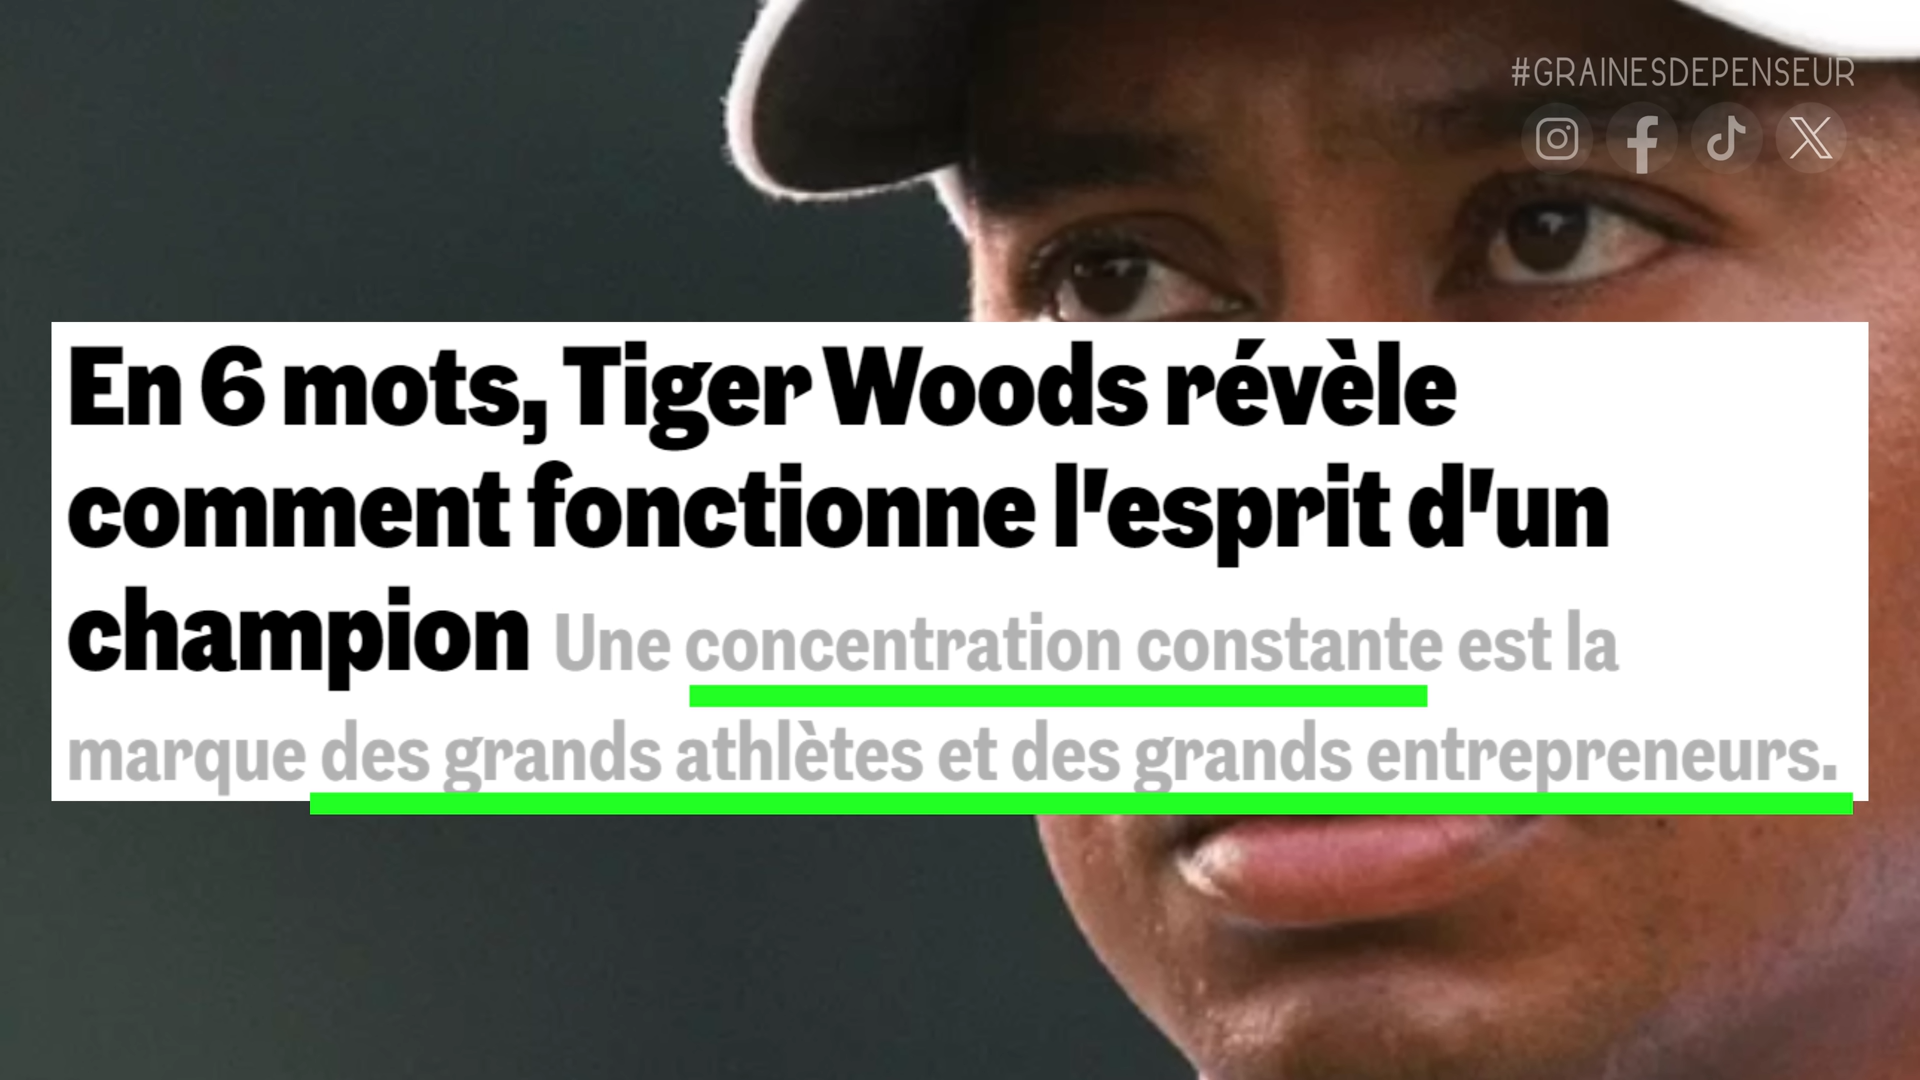 #GRAINESDEPENSEUR
En 6 mots, Tiger Woods révèle
comment fonctionne l'esprit d'un
champion Une concentration constante est la
marque des grands athlètes et des grands entrepreneurs.